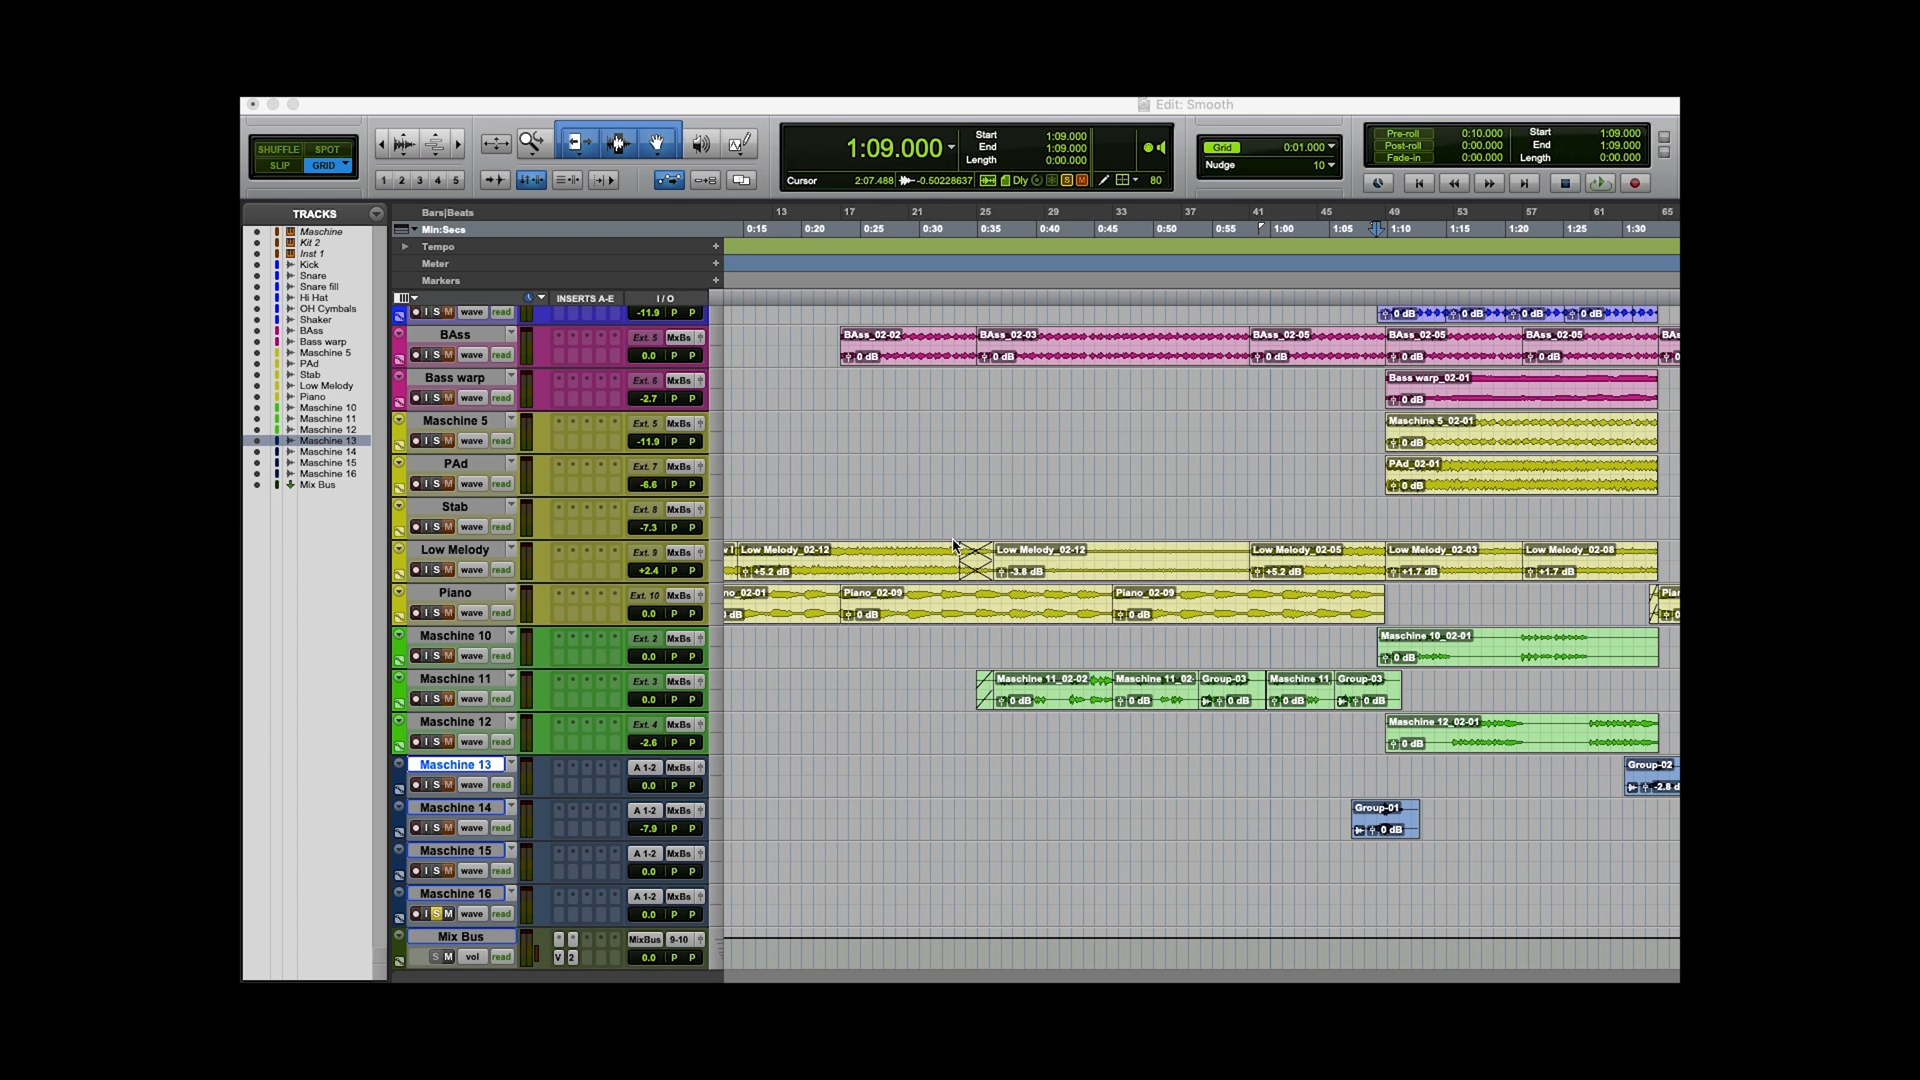 Edit: Smooth
SHUFFLE SPOT
SLIP GRID
1 2 3 4 5
1:09.000
Start 1:09.000
End 1:09.000
Length 0:00.000
Cursor 2:07.488 -0.50228637 Dly S M 80
Grid 0:01.000
Nudge 10
Pre-roll 0:10.000 Start 1:09.000
Post-roll 0:00.000 End 1:09.000
Fade-in 0:00.000 Length 0:00.000
TRACKS
Maschine
Kit 2
Inst 1
Kick
Snare
Snare fill
Hi Hat
OH Cymbals
Shaker
BAss
Bass warp
Maschine 5
PAd
Stab
Low Melody
Piano
Maschine 10
Maschine 11
Maschine 12
Maschine 13
Maschine 14
Maschine 15
Maschine 16
Mix Bus
Bars|Beats 13 17 21 25 29 33 37 41 45 49 53 57 61 65
Min:Secs 0:15 0:20 0:25 0:30 0:35 0:40 0:45 0:50 0:55 1:00 1:05 1:10 1:15 1:20 1:25 1:30
Tempo +
Meter +
Markers +
INSERTS A-E I / O
I S M wave read -11.9 P P 0 dB 0 dB 0 dB 0 dB
BAss Ext. 5 MxBs BAss_02-02 BAss_02-03 BAss_02-05 BAss_02-05 BAss_02-05 BAs
I S M wave read 0.0 P P 0 dB 0 dB 0 dB 0 dB 0 dB 0
Bass warp Ext. 6 MxBs Bass warp_02-01
I S M wave read -2.7 P P 0 dB
Maschine 5 Ext. 5 MxBs Maschine 5_02-01
I S M wave read -11.9 P P 0 dB
PAd Ext. 7 MxBs PAd_02-01
I S M wave read -6.6 P P 0 dB
Stab Ext. 8 MxBs
I S M wave read -7.3 P P
Low Melody Ext. 9 MxBs Low Melody_02-12 Low Melody_02-12 Low Melody_02-05 Low Melody_02-03 Low Melody_02-08
I S M wave read +2.4 P P +5.2 dB -3.8 dB +5.2 dB +1.7 dB +1.7 dB
Piano Ext. 10 MxBs no_02-01 Piano_02-09 Piano_02-09 Pian
I S M wave read 0.0 P P dB 0 dB 0 dB 0
Maschine 10 Ext. 2 MxBs Maschine 10_02-01
I S M wave read 0.0 P P 0 dB
Maschine 11 Ext. 3 MxBs Maschine 11_02-02 Maschine 11_02- Group-03 Maschine 11 Group-03
I S M wave read 0.0 P P 0 dB 0 dB 0 dB 0 dB 0 dB
Maschine 12 Ext. 4 MxBs Maschine 12_02-01
I S M wave read -2.6 P P 0 dB
Maschine 13 A 1-2 MxBs Group-02
I S M wave read 0.0 P P -2.8 d
Maschine 14 A 1-2 MxBs Group-01
I S M wave read -7.9 P P 0 dB
Maschine 15 A 1-2 MxBs
I S M wave read 0.0 P P
Maschine 16 A 1-2 MxBs
I S M wave read 0.0 P P
Mix Bus MixBus 9-10
S M vol read V 2 0.0 P P